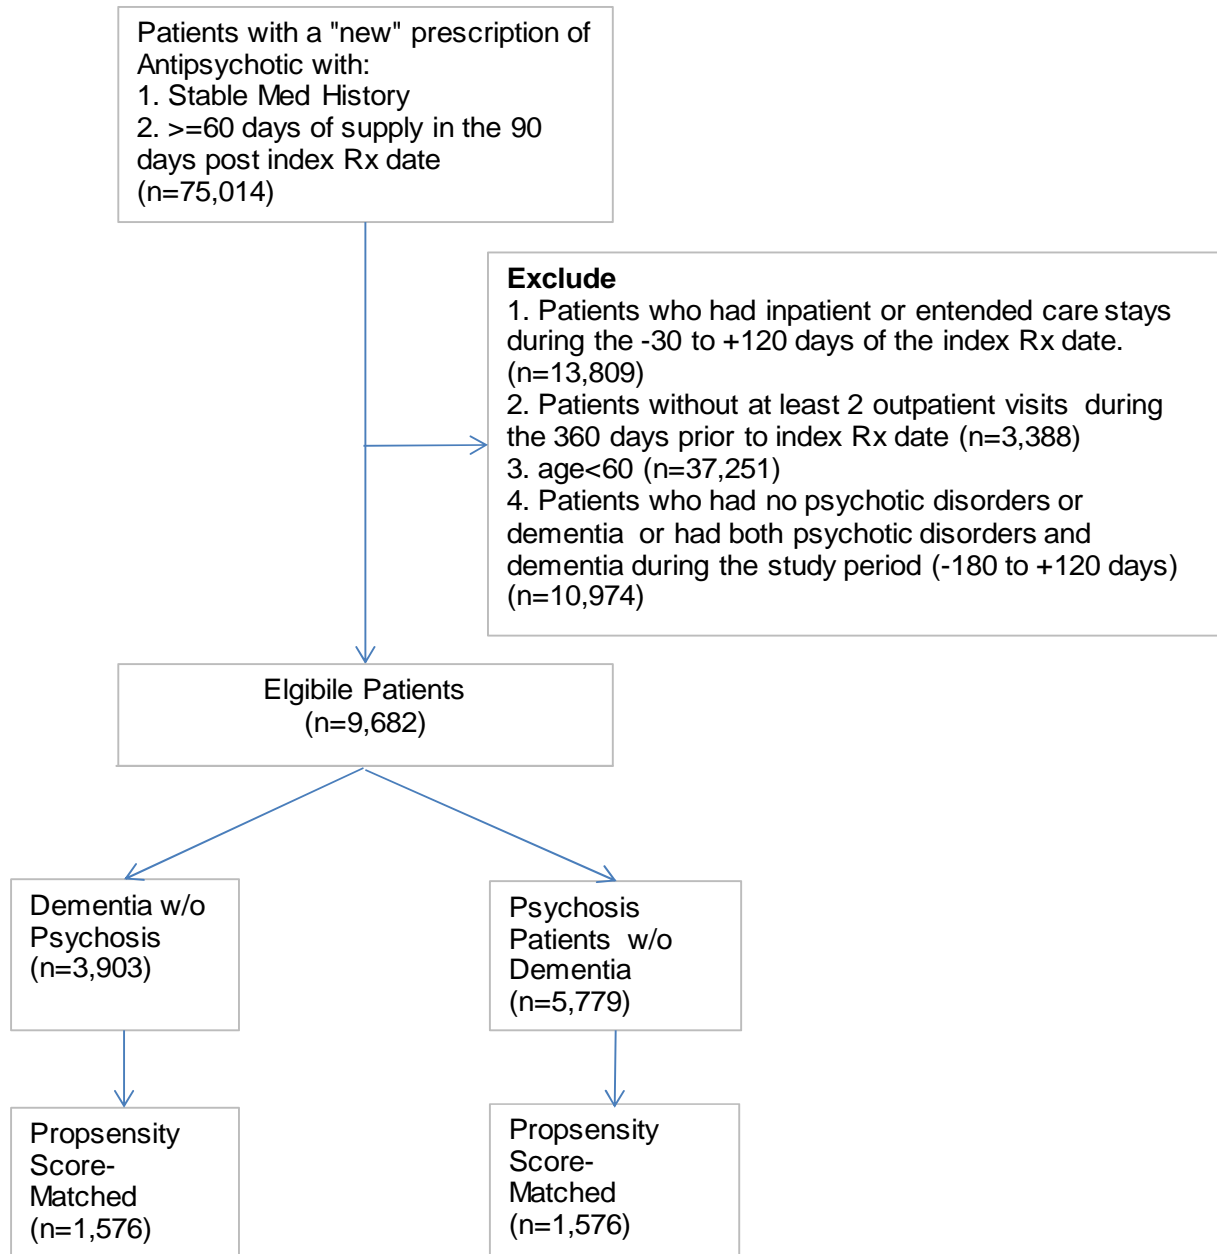 Patients with a "new" prescription of
Antipsychotic with:
1. Stable Med History
2. >=60 days of supply in the 90
days post index Rx date
(n=75,014)
Exclude
1. Patients who had inpatient or entended care stays
during the -30 to +120 days of the index Rx date.
(n=13,809)
2. Patients without at least 2 outpatient visits during
the 360 days prior to index Rx date (n=3,388)
3. age<60 (n=37,251)
4. Patients who had no psychotic disorders or
dementia or had both psychotic disorders and
dementia during the study period (-180 to +120 days)
(n=10,974)
Elgibile Patients
(n=9,682)
Dementia w/o
Psychosis
(n=3,903)
Psychosis
Patients w/o
Dementia
(n=5,779)
Propsensity
Score-
Matched
(n=1,576)
Propsensity
Score-
Matched
(n=1,576)